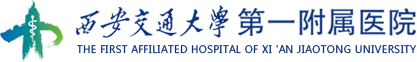 西安交通大学第一附属医院
THE FIRST AFFILIATED HOSPITAL OF XI 'AN JIAOTONG UNIVERSITY